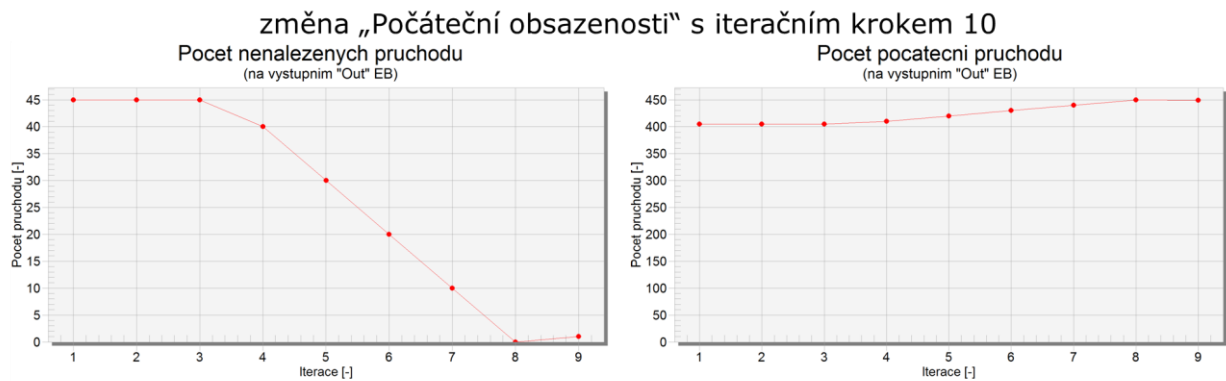 změna „Počáteční obsazenosti“ s iteračním krokem 10
Pocet nenalezenych pruchodu
(na vystupnim "Out" EB)
Pocet pruchodu [-]
45
40
35
30
25
20
15
10
5
0
1 2 3 4 5 6 7 8 9
Iterace [-]
Pocet pocatecni pruchodu
(na vystupnim "Out" EB)
Pocet pruchodu [-]
450
400
350
300
250
200
150
100
50
0
1 2 3 4 5 6 7 8 9
Iterace [-]